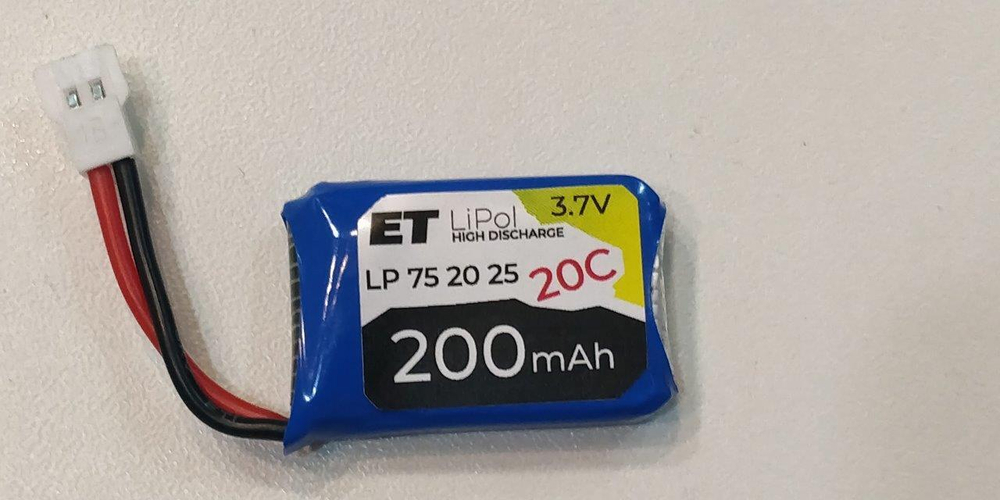 ET LiPol 3.7V
HIGH DISCHARGE
LP 75 20 25 20C
200mAh